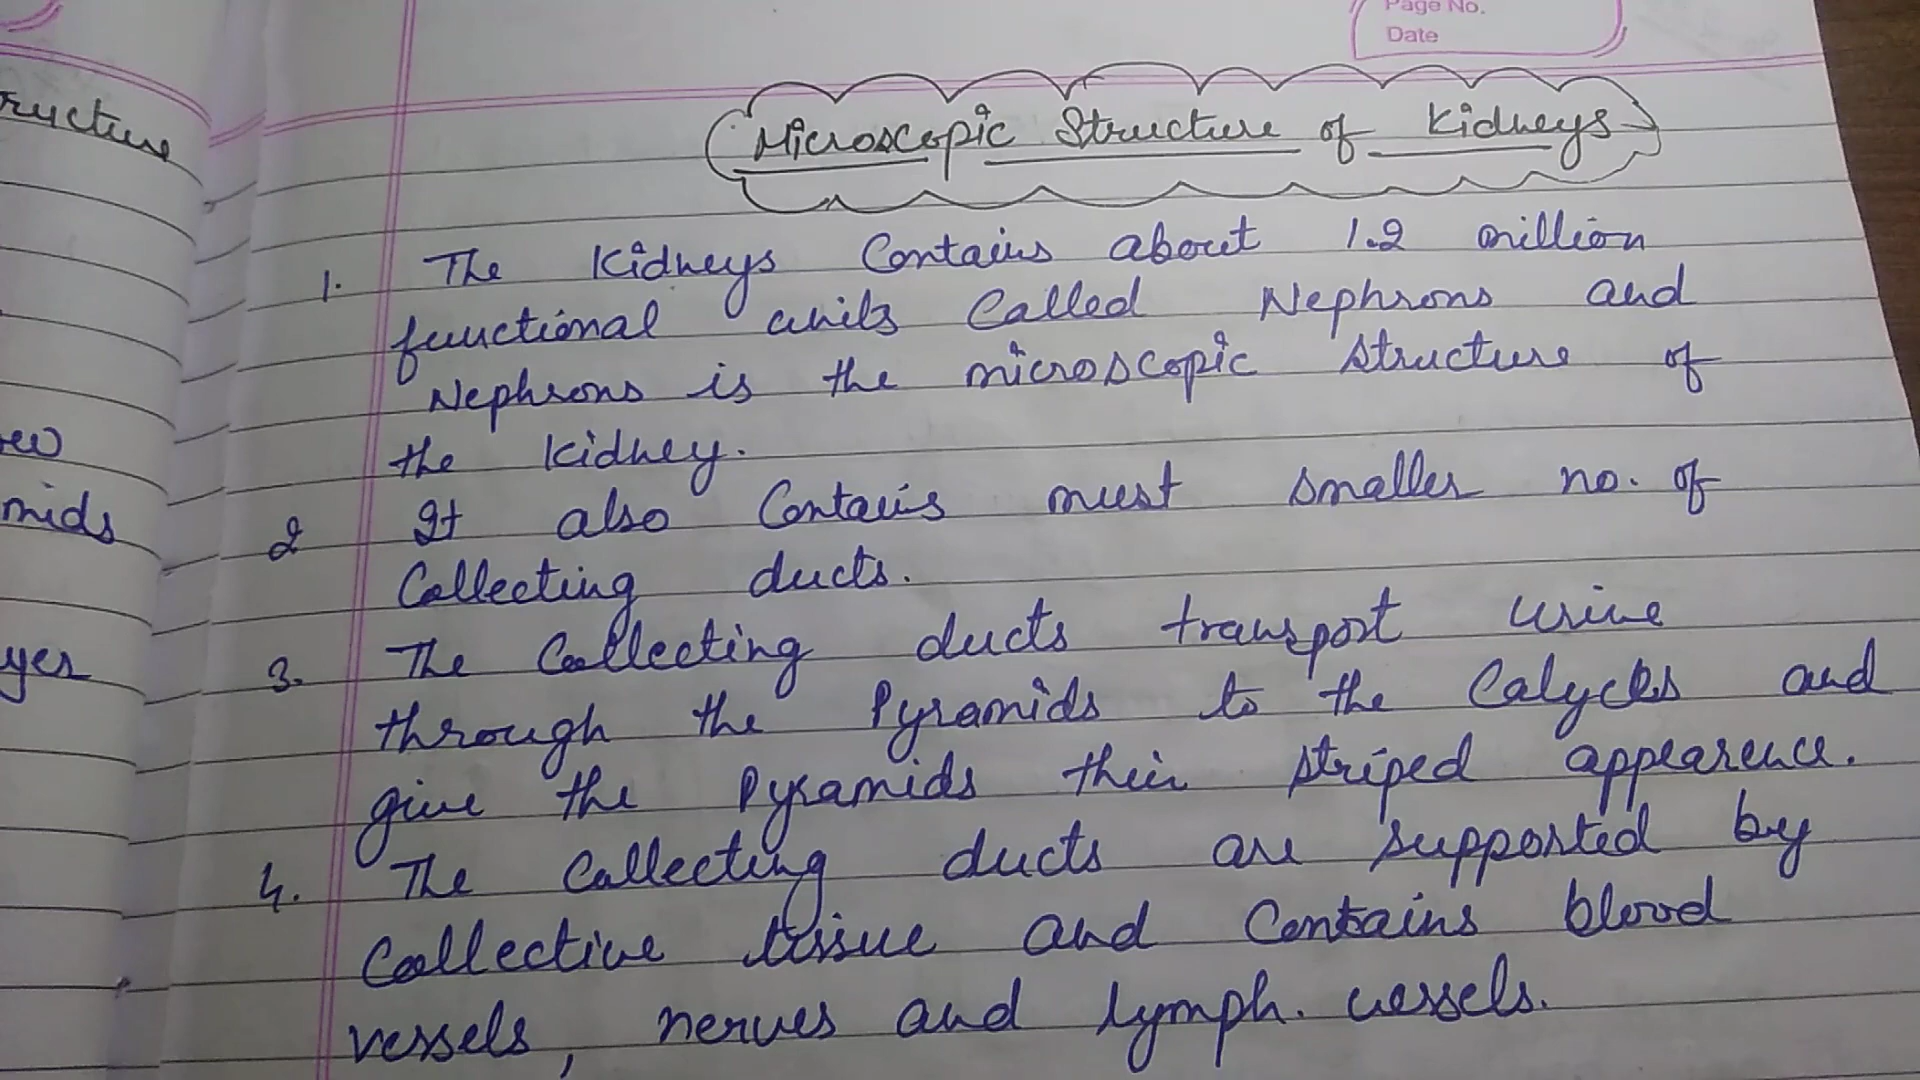 Page No.
Date
ructure
ew
mids
yes
Microscopic Structure of Kidneys
1. The Kidneys Contains about 1.2 million
functional units Called Nephrons and
Nephrons is the microscopic structure of
the kidney.
2 It also Contains must smaller no. of
Collecting ducts.
3. The Collecting ducts transport urine
through the Pyramids to the Calyces and
give the Pyramids their striped appearence.
4. The Collecting ducts are supported by
Collective tissue and Contains blood
vessels, nerves and lymph. vessels.